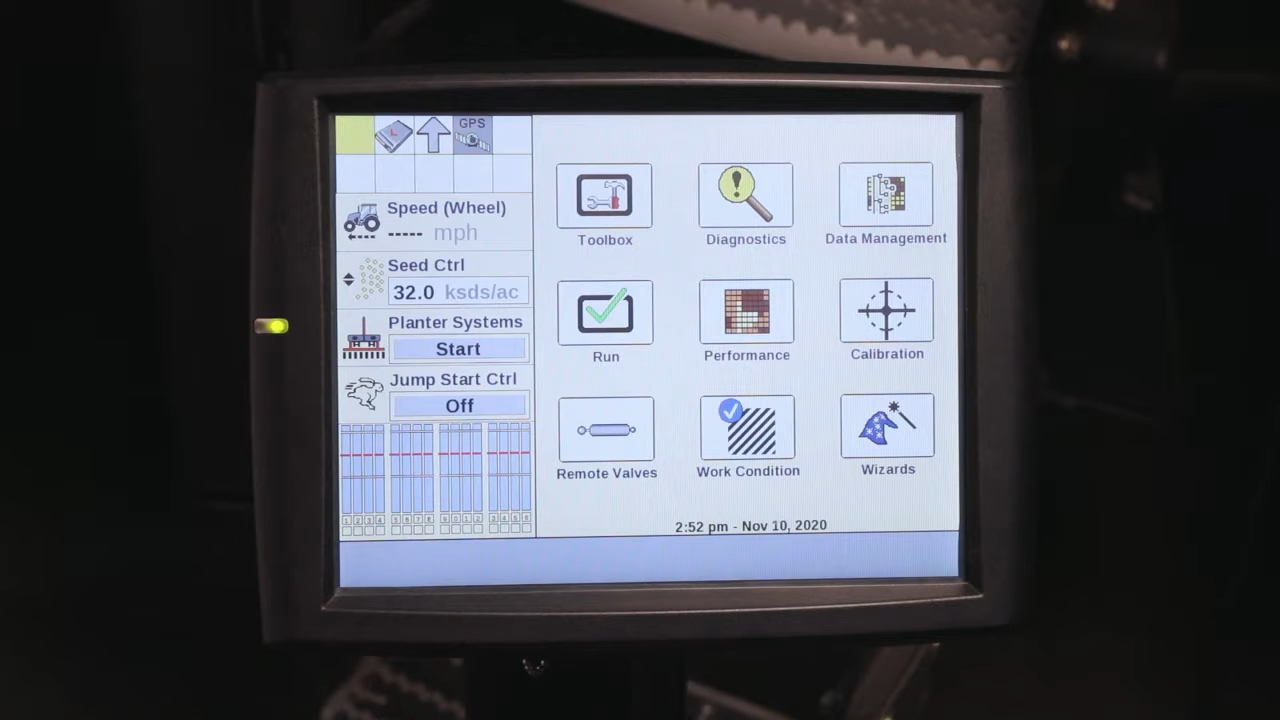 GPS
Speed (Wheel)
----- mph
Seed Ctrl
32.0 ksds/ac
Planter Systems
Start
Jump Start Ctrl
Off
Toolbox
Diagnostics
Data Management
Run
Performance
Calibration
Remote Valves
Work Condition
Wizards
2:52 pm - Nov 10, 2020